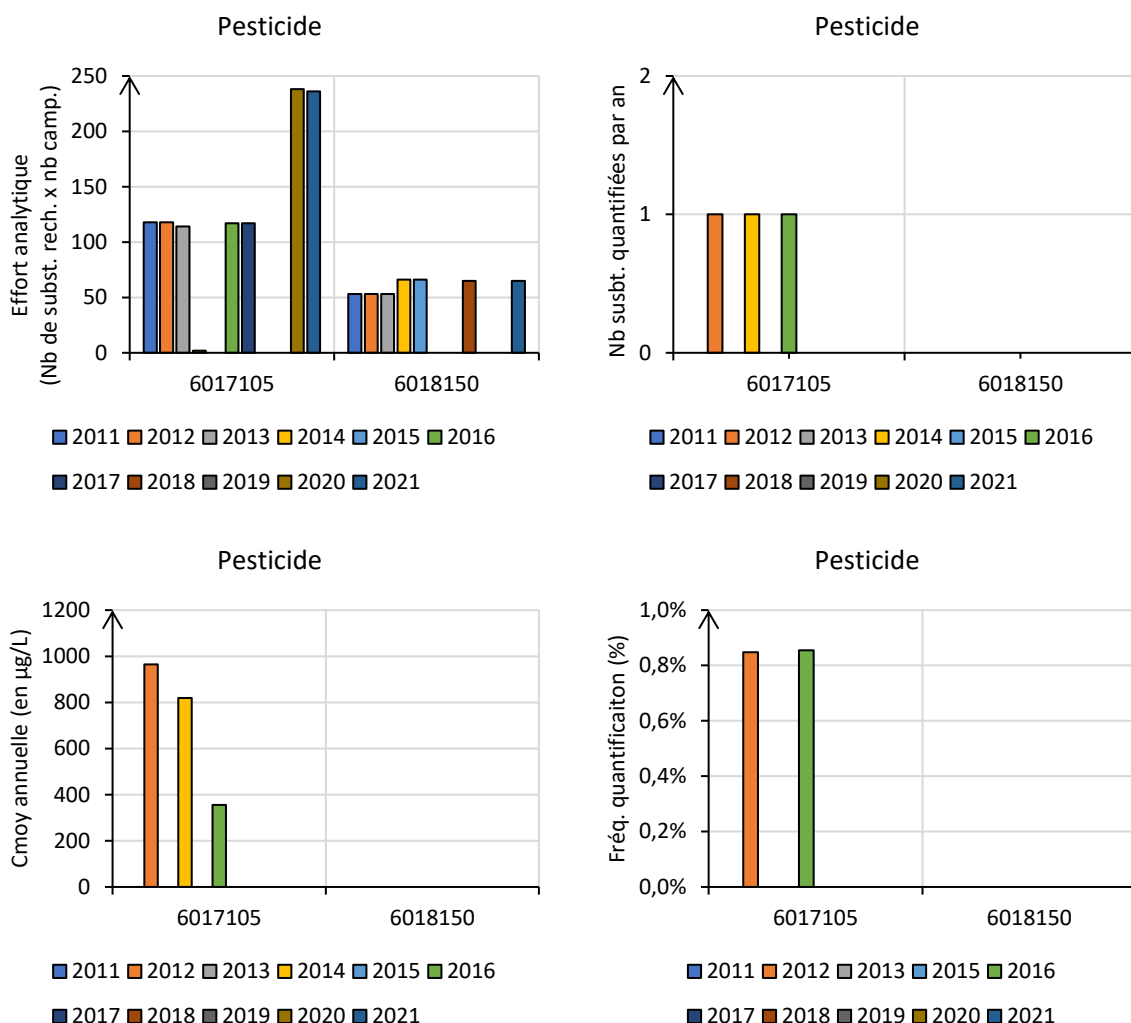 Pesticide
Effort analytique
(Nb de subst. rech. x nb camp.)
250
200
150
100
50
0
6017105 6018150
2011 2012 2013 2014 2015 2016
2017 2018 2019 2020 2021
Pesticide
Nb susbt. quantifiées par an
2
1
0
6017105 6018150
2011 2012 2013 2014 2015 2016
2017 2018 2019 2020 2021
Pesticide
Cmoy annuelle (en µg/L)
1200
1000
800
600
400
200
0
6017105 6018150
2011 2012 2013 2014 2015 2016
2017 2018 2019 2020 2021
Pesticide
Fréq. quantificaiton (%)
1,0%
0,8%
0,6%
0,4%
0,2%
0,0%
6017105 6018150
2011 2012 2013 2015 2016
2017 2018 2019 2020 2021